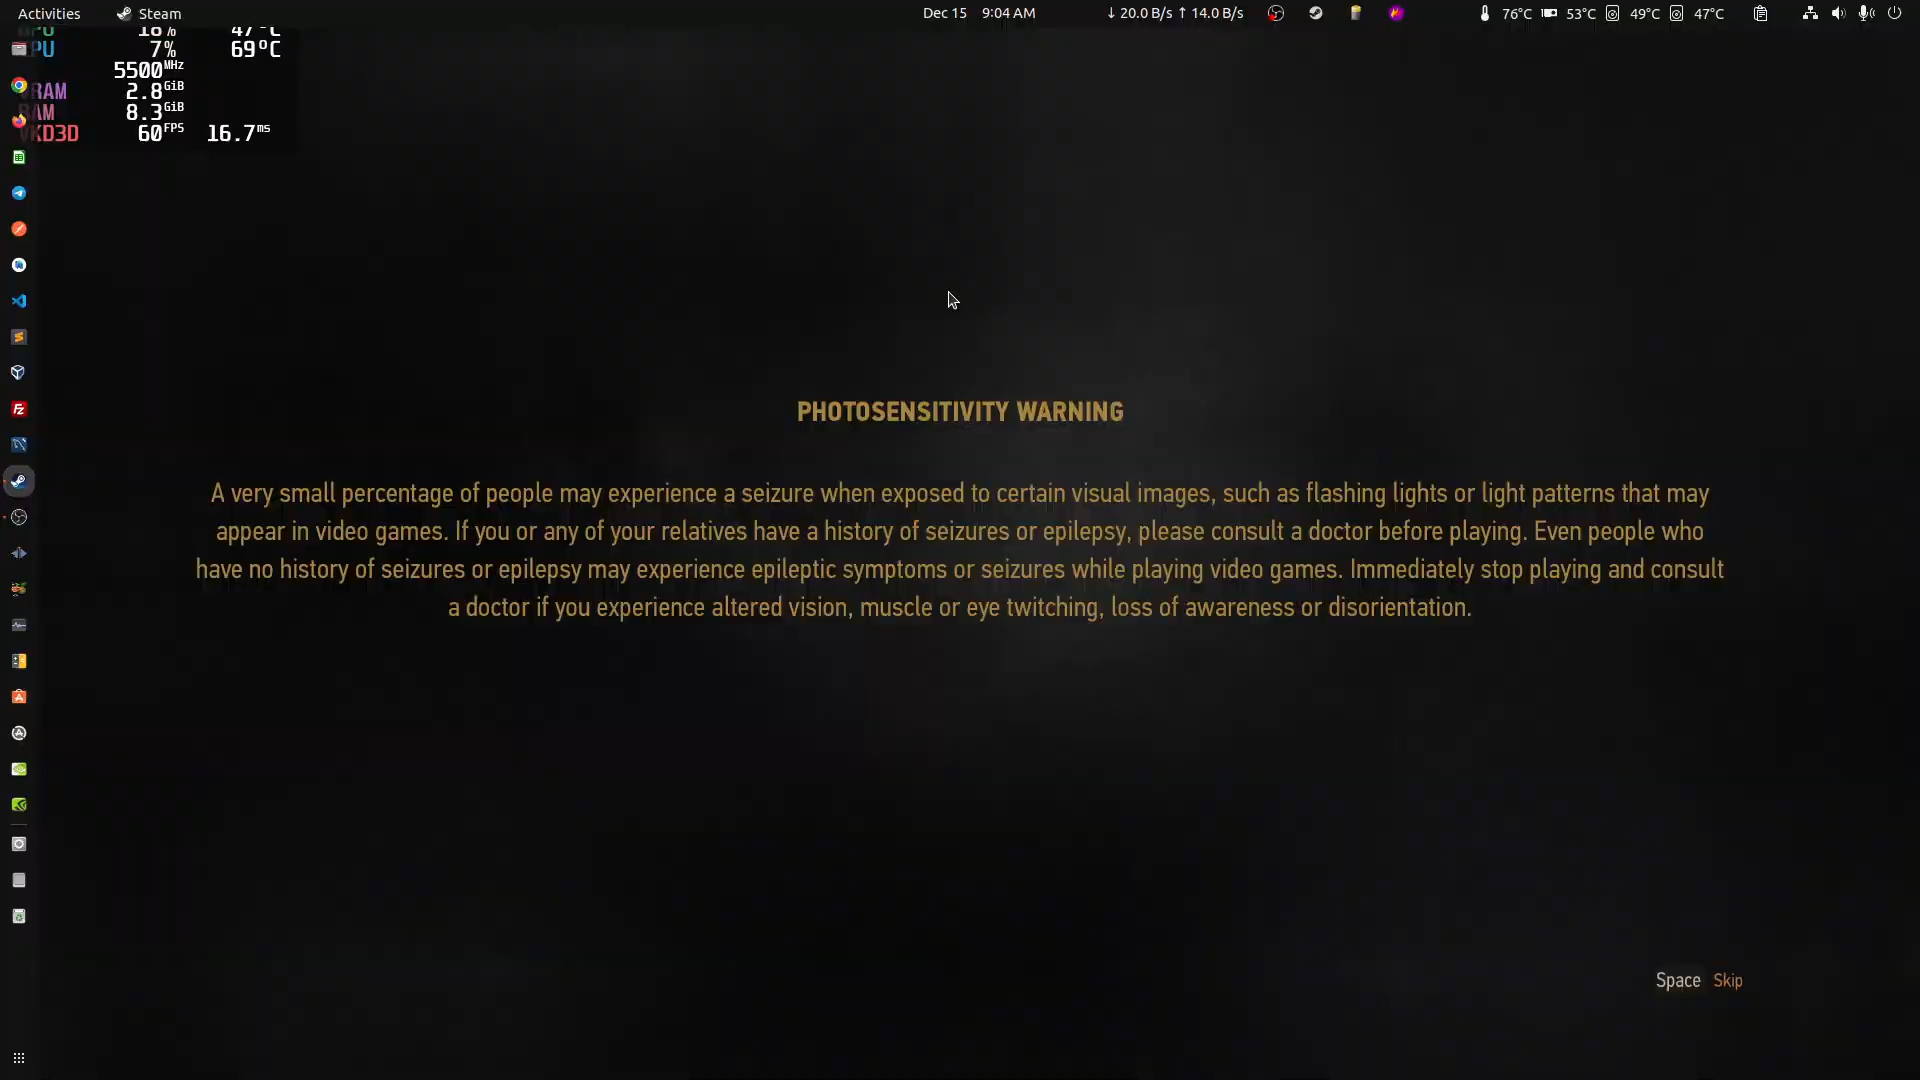 Activities Steam Dec 15 9:04 AM ↓ 20.0 B/s ↑ 14.0 B/s 76°C 53°C 49°C 47°C
18% 47°C
7% 69°C
5500MHz
2.8GiB
8.3GiB
VKD3D 60FPS 16.7ms
PHOTOSENSITIVITY WARNING
A very small percentage of people may experience a seizure when exposed to certain visual images, such as flashing lights or light patterns that may
appear in video games. If you or any of your relatives have a history of seizures or epilepsy, please consult a doctor before playing. Even people who
have no history of seizures or epilepsy may experience epileptic symptoms or seizures while playing video games. Immediately stop playing and consult
a doctor if you experience altered vision, muscle or eye twitching, loss of awareness or disorientation.
Space Skip